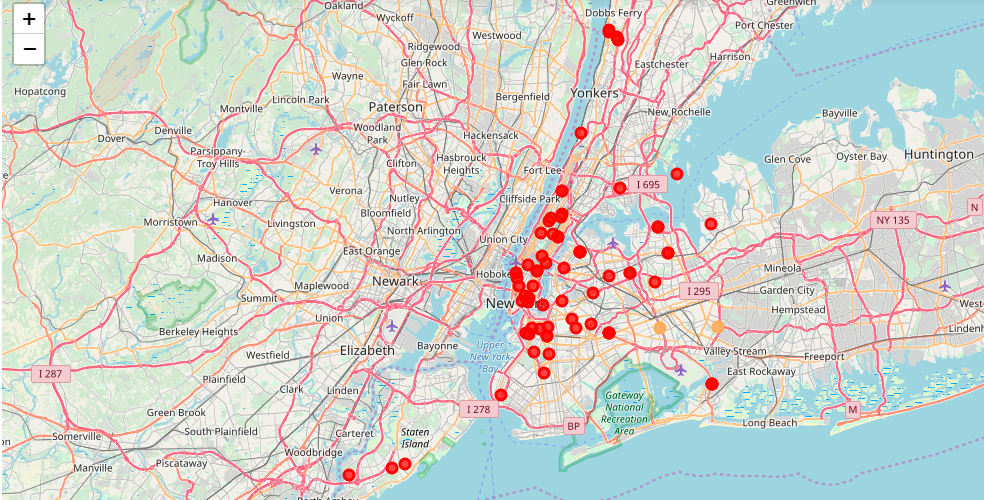 +
−
Oakland
Wyckoff
Dobbs Ferry
Greenwich
Port Chester
Ridgewood
Westwood
Glen Rock
Eastchester
Harrison
Hopatcong
Wayne
Fair Lawn
Lincoln Park
Bergenfield
Yonkers
Montville
Paterson
New Rochelle
Bayville
Dover
Denville
Woodland
Park
Hackensack
Parsippany-
Troy Hills
Clifton
Hasbrouck
Heights
Fort Lee
Glen Cove
Oyster Bay
Huntington
Verona
Nutley
Cliffside Park
I 695
Hanover
Bloomfield
Morristown
Livingston
North Arlington
NY 135
N
Union City
East Orange
Madison
Mineola
Newark
Maplewood
Hoboke
I 295
Garden City
Summit
New
Hempstead
Union
Berkeley Heights
Elizabeth
Bayonne
Upper
New York
Bay
Valley Stream
Freeport
Westfield
East Rockaway
I 287
Plainfield
Clark
Linden
Gateway
National
Recreation
Area
Green Brook
I 278
M
Long Beach
BP
South Plainfield
Carteret
Staten
Island
Somerville
Woodbridge
Manville
Piscataway